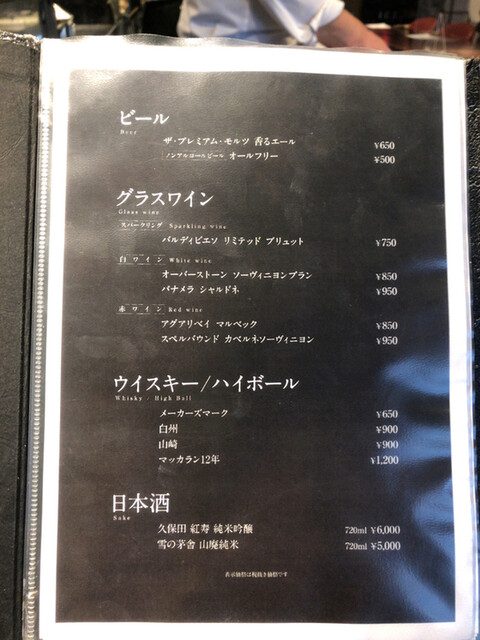 ビール
Beer
ザ・プレミアム・モルツ 香るエール ¥650
ノンアルコールビール オールフリー ¥500
グラスワイン
Glass wine
スパークリング Sparkling wine
バルディビエソ リミテッド ブリュット ¥750
白ワイン White wine
オーバーストーン ソーヴィニヨンブラン ¥850
パナメラ シャルドネ ¥950
赤ワイン Red wine
アグアリベイ マルベック ¥850
スペルバウンド カベルネソーヴィニヨン ¥950
ウイスキー/ハイボール
Whisky . High Ball
メーカーズマーク ¥650
白州 ¥900
山崎 ¥900
マッカラン12年 ¥1,200
日本酒
Sake
久保田 紅寿 純米吟醸 720ml ¥6,000
雪の茅舎 山廃純米 720ml ¥5,000
表示価格は税抜き価格です